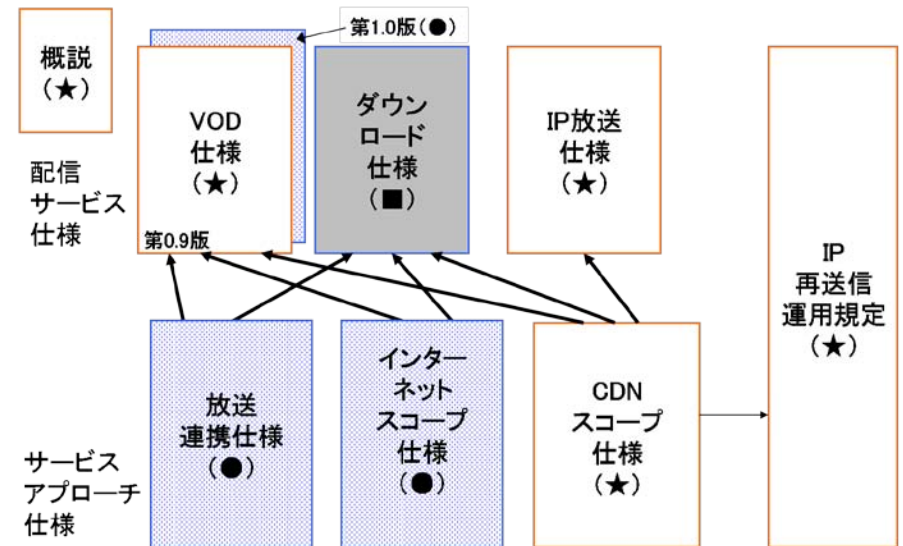 概説
(★)
第1.0版(●)
VOD
仕様
(★)
第0.9版
ダウン
ロード
仕様
(■)
IP放送
仕様
(★)
IP
再送信
運用規定
(★)
配信
サービス
仕様
放送
連携仕様
(●)
インター
ネット
スコープ
仕様
(●)
CDN
スコープ
仕様
(★)
サービス
アプローチ
仕様